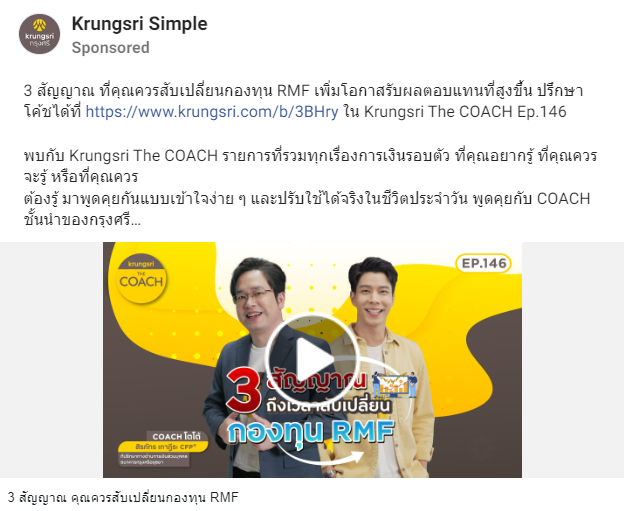 Krungsri Simple
Sponsored
3 สัญญาณ ที่คุณควรสับเปลี่ยนกองทุน RMF เพิ่มโอกาสรับผลตอบแทนที่สูงขึ้น ปรึกษา
โค้ชได้ที่ https://www.krungsri.com/b/3BHry ใน Krungsri The COACH Ep.146
พบกับ Krungsri The COACH รายการที่รวมทุกเรื่องการเงินรอบตัว ที่คุณอยากรู้ ที่คุณควร
จะรู้ หรือที่คุณควร
ต้องรู้ มาพูดคุยกันแบบเข้าใจง่าย ๆ และปรับใช้ได้จริงในชีวิตประจำวัน พูดคุยกับ COACH
ชั้นนำของกรุงศรี...
krungsri
กรุงศรี
krungsri
THE
COACH
EP.146
3 สัญญาณ
ถึงเวลาสับเปลี่ยน
กองทุน RMF
COACH โตโต้
CFP®
3 สัญญาณ คุณควรสับเปลี่ยนกองทุน RMF